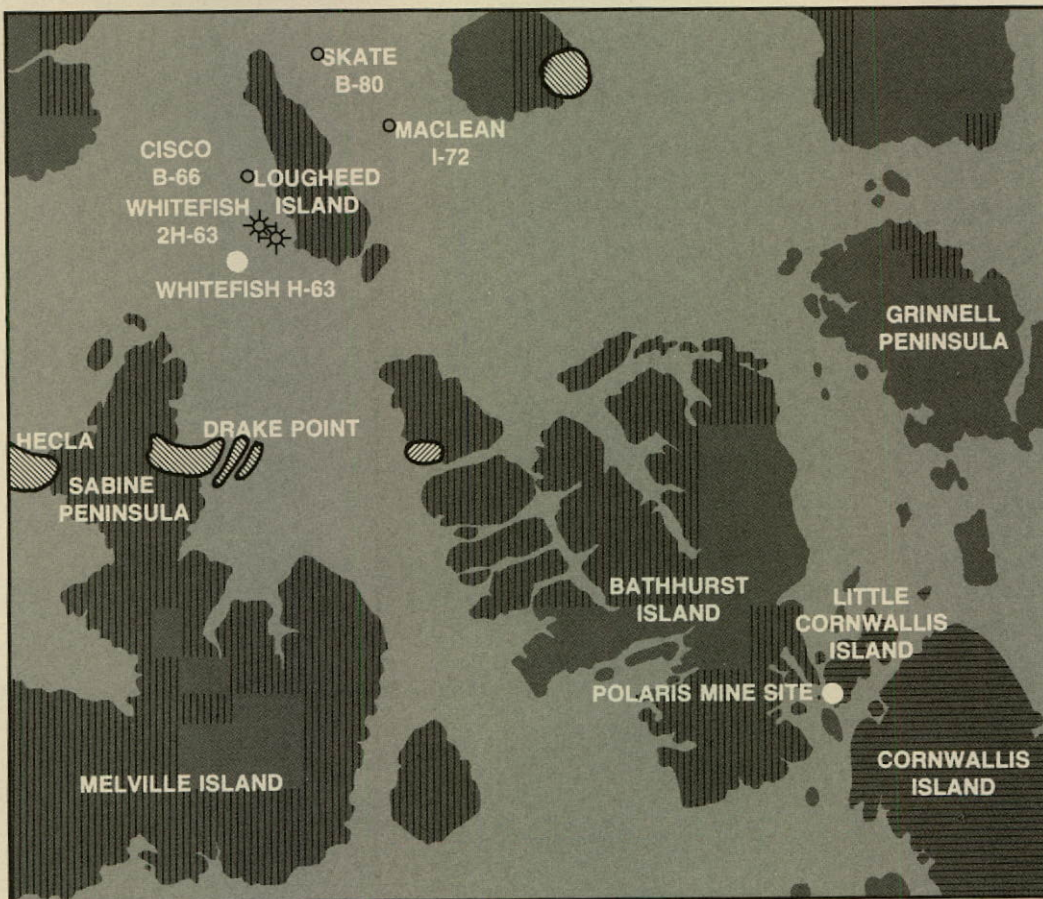 SKATE
B-80
MACLEAN
I-72
CISCO
B-66
LOUGHEED
ISLAND
WHITEFISH
2H-63
WHITEFISH H-63
GRINNELL
PENINSULA
HECLA
DRAKE POINT
SABINE
PENINSULA
BATHHURST
ISLAND
LITTLE
CORNWALLIS
ISLAND
POLARIS MINE SITE
MELVILLE ISLAND
CORNWALLIS
ISLAND